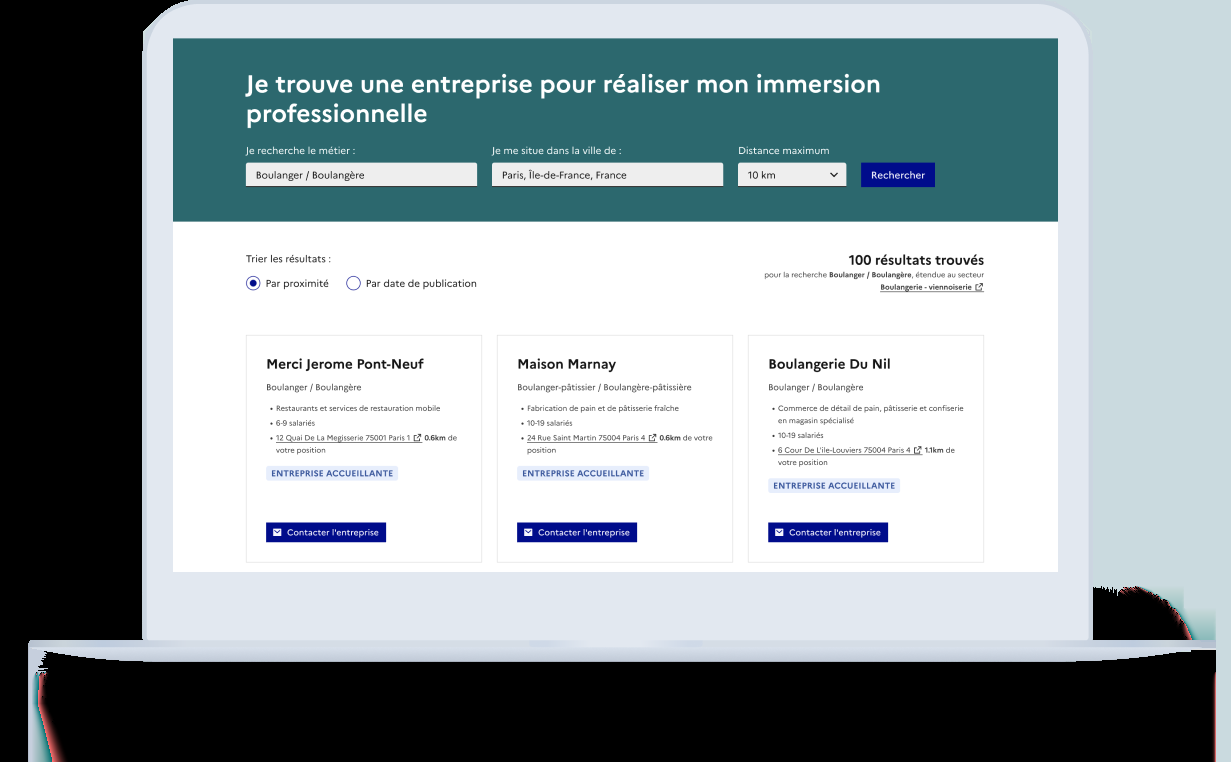 Je trouve une entreprise pour réaliser mon immersion
professionnelle
Je recherche le métier :
Je me situe dans la ville de :
Distance maximum
Boulanger / Boulangère
Paris, Île-de-France, France
10 km
Rechercher
Trier les résultats :
Par proximité
Par date de publication
100 résultats trouvés
pour la recherche Boulanger / Boulangère, étendue au secteur
Boulangerie - viennoiserie
Merci Jerome Pont-Neuf
Boulanger / Boulangère
• Restaurants et services de restauration mobile
• 6-9 salariés
• 12 Quai De La Megisserie 75001 Paris 1 0.6km de
votre position
ENTREPRISE ACCUEILLANTE
Contacter l'entreprise
Maison Marnay
Boulanger-pâtissier / Boulangère-pâtissière
• Fabrication de pain et de pâtisserie fraîche
• 10-19 salariés
• 24 Rue Saint Martin 75004 Paris 4 0.6km de votre
position
ENTREPRISE ACCUEILLANTE
Contacter l'entreprise
Boulangerie Du Nil
Boulanger / Boulangère
• Commerce de détail de pain, pâtisserie et confiserie
en magasin spécialisé
• 10-19 salariés
• 6 Cour De L'ile-Louviers 75004 Paris 4 1.1km de
votre position
ENTREPRISE ACCUEILLANTE
Contacter l'entreprise